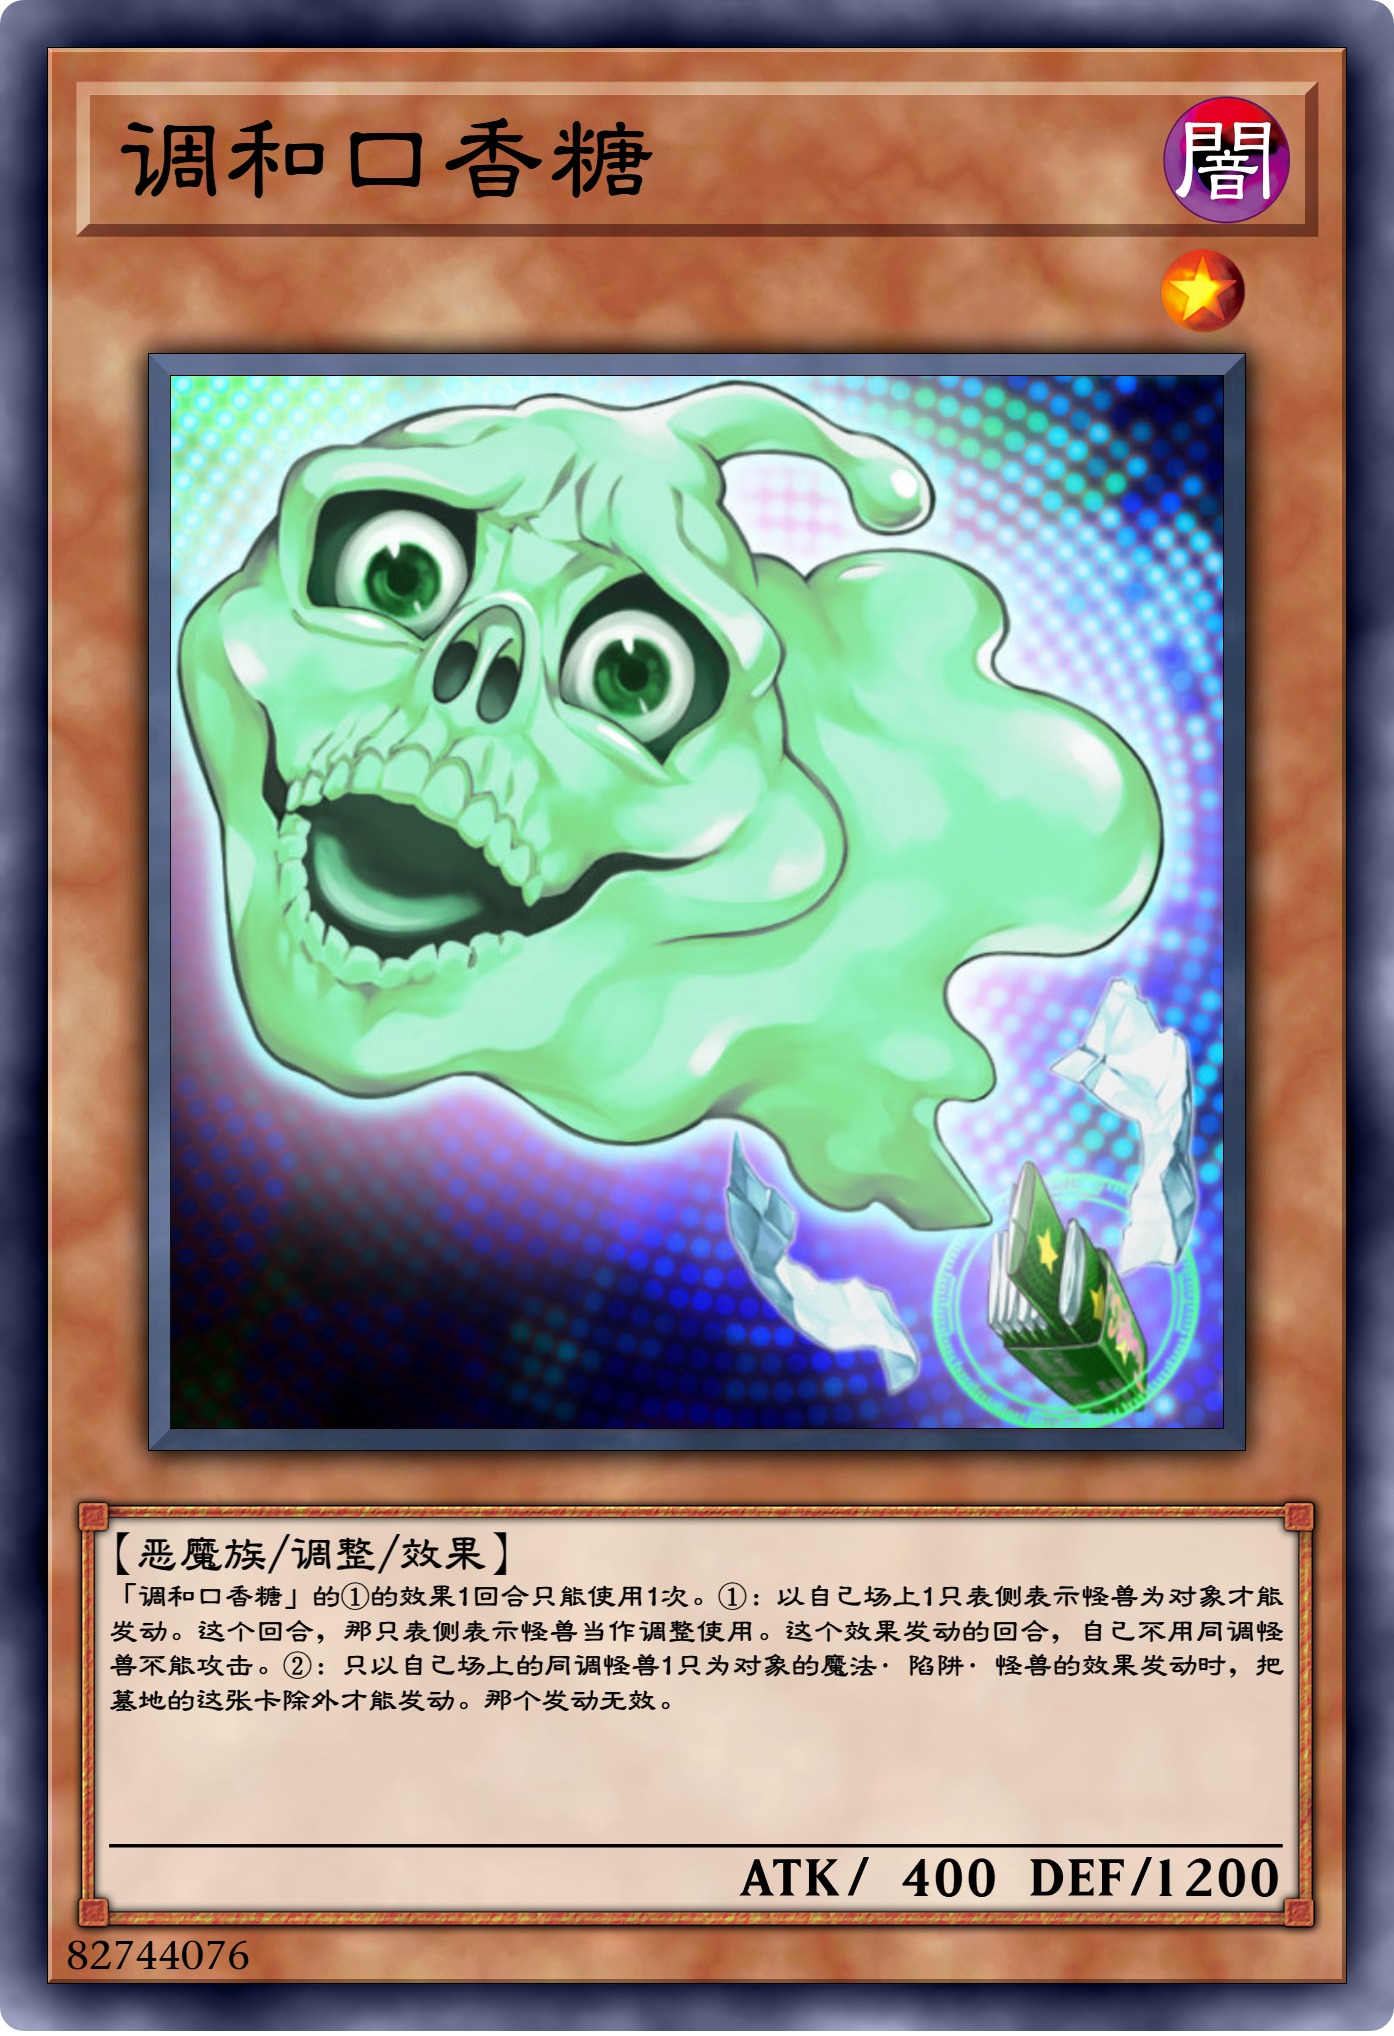 调和口香糖
闇
【恶魔族/调整/效果】
「调和口香糖」的①的效果1回合只能使用1次。①：以自己场上1只表侧表示怪兽为对象才能
发动。这个回合，那只表侧表示怪兽当作调整使用。这个效果发动的回合，自己不用同调怪
兽不能攻击。②：只以自己场上的同调怪兽1只为对象的魔法·陷阱·怪兽的效果发动时，把
墓地的这张卡除外才能发动。那个发动无效。
ATK/ 400 DEF/1200
82744076